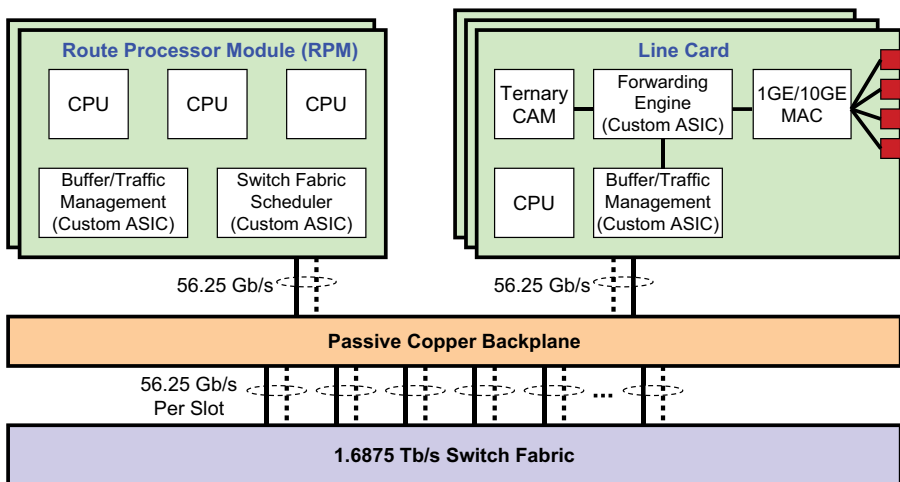 Route Processor Module (RPM)
CPU
CPU
CPU
Buffer/Traffic
Management
(Custom ASIC)
Switch Fabric
Scheduler
(Custom ASIC)
Line Card
Ternary
CAM
Forwarding
Engine
(Custom ASIC)
1GE/10GE
MAC
CPU
Buffer/Traffic
Management
(Custom ASIC)
56.25 Gb/s
56.25 Gb/s
Passive Copper Backplane
56.25 Gb/s
Per Slot
...
1.6875 Tb/s Switch Fabric